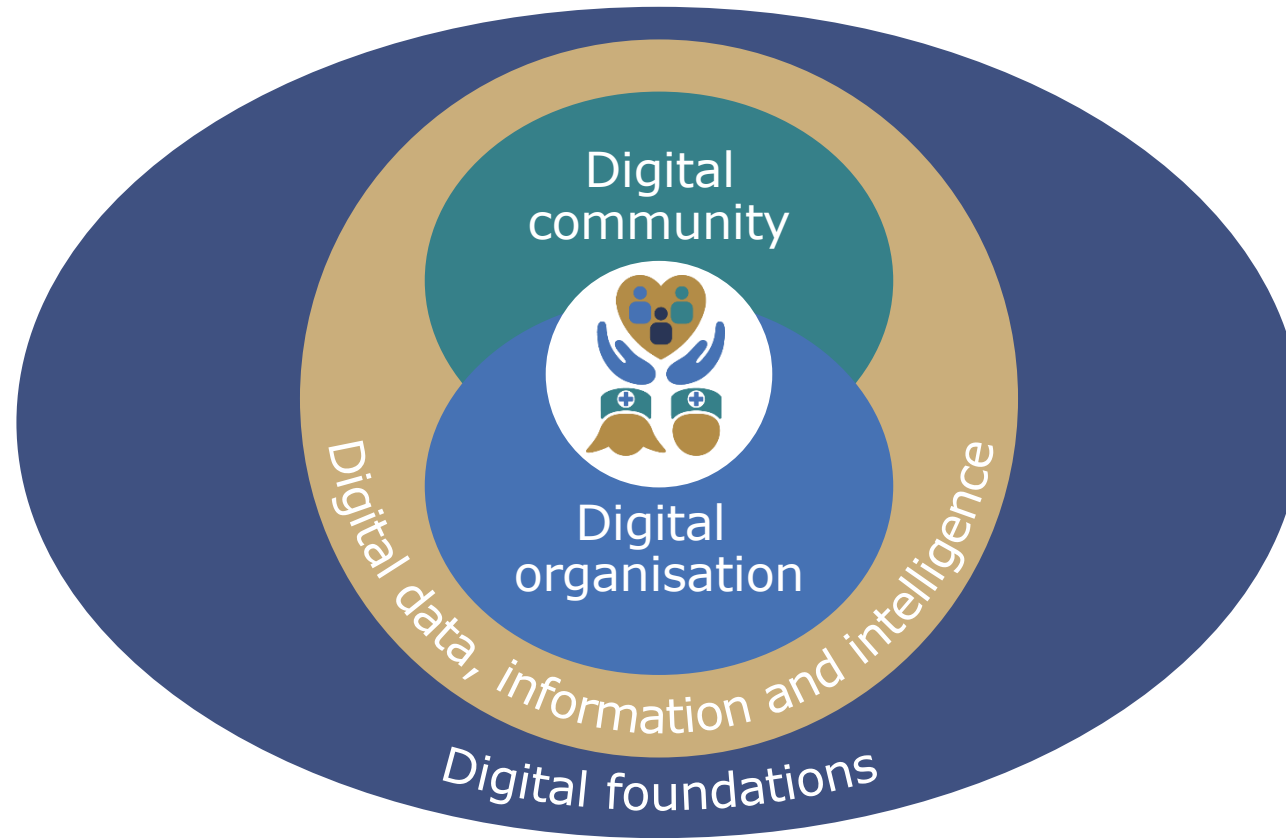 Digital
community
Digital
organisation
Digital data, information and intelligence
Digital foundations